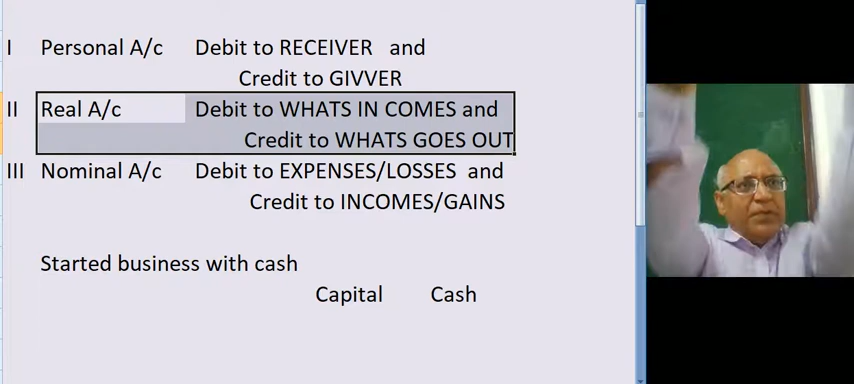 I Personal A/c Debit to RECEIVER and
Credit to GIVVER
II Real A/c Debit to WHATS IN COMES and
Credit to WHATS GOES OUT
III Nominal A/c Debit to EXPENSES/LOSSES and
Credit to INCOMES/GAINS
Started business with cash
Capital Cash